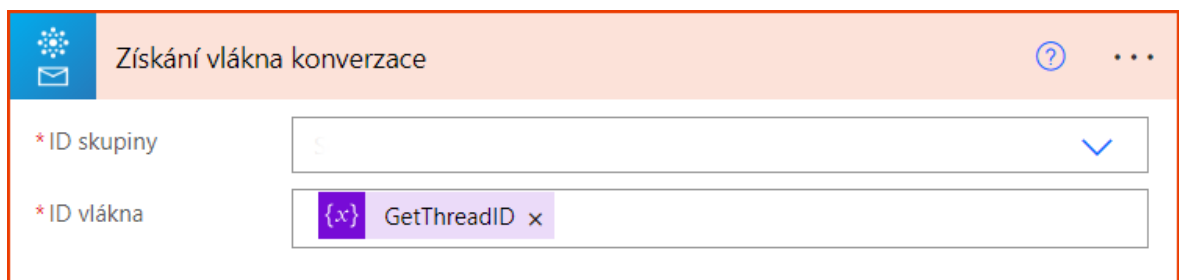 Získání vlákna konverzace
* ID skupiny
* ID vlákna
{x} GetThreadID ×